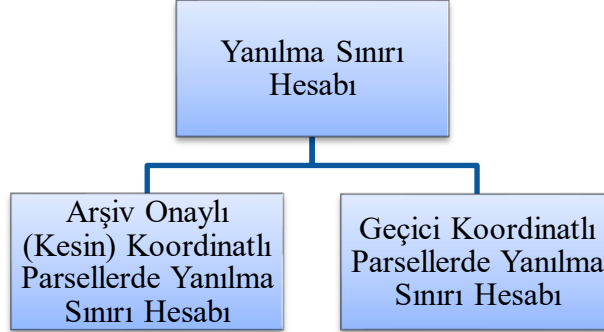 Yanılma Sınırı
Hesabı
Arşiv Onaylı
(Kesin) Koordinatlı
Parsellerde Yanılma
Sınırı Hesabı
Geçici Koordinatlı
Parsellerde Yanılma
Sınırı Hesabı